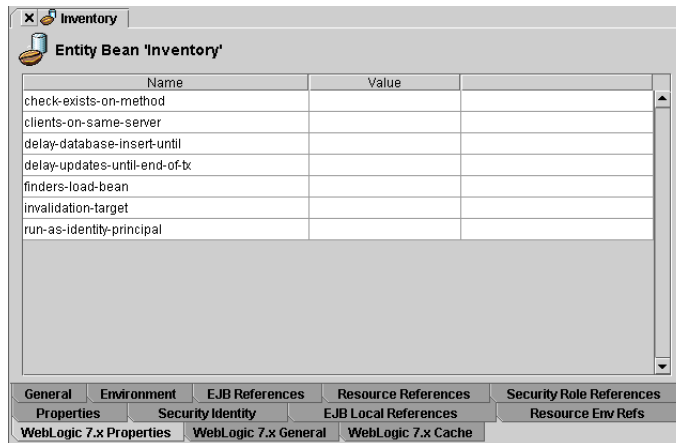 Inventory
Entity Bean 'Inventory'
Name Value
check-exists-on-method
clients-on-same-server
delay-database-insert-until
delay-updates-until-end-of-tx
finders-load-bean
invalidation-target
run-as-identity-principal
General Environment EJB References Resource References Security Role References
Properties Security Identity EJB Local References Resource Env Refs
WebLogic 7.x Properties WebLogic 7.x General WebLogic 7.x Cache